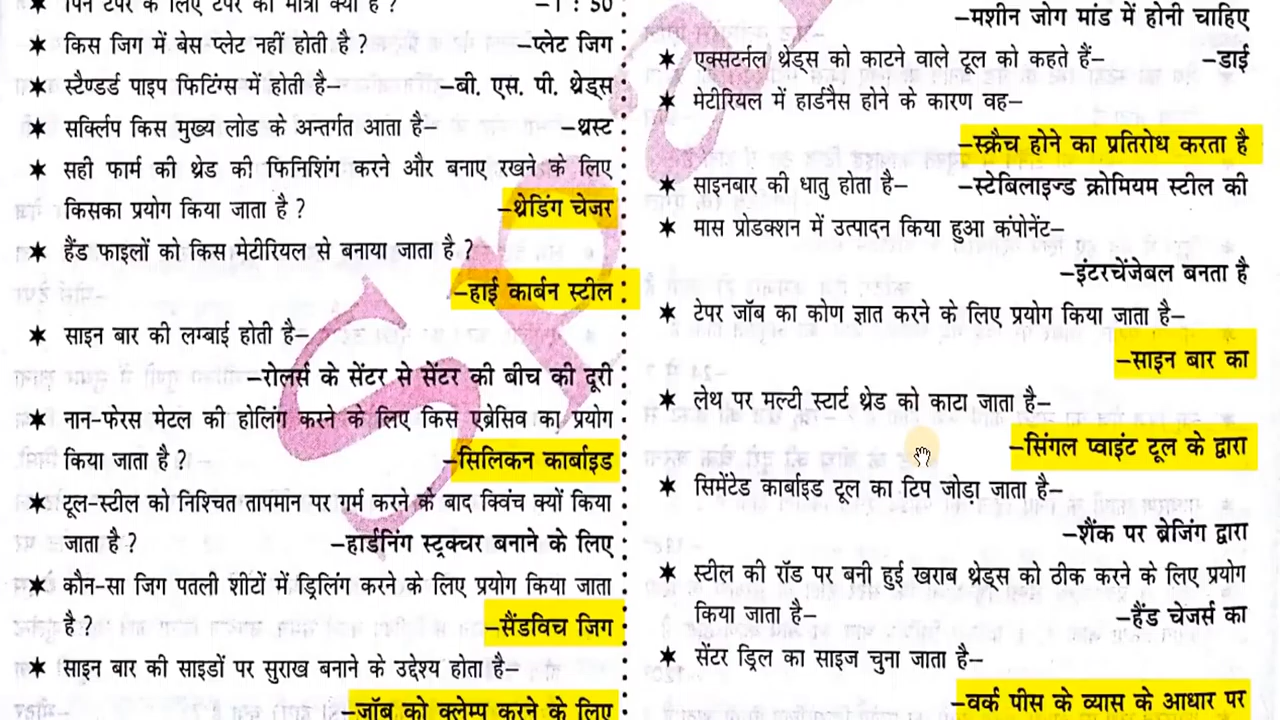 पिन टेपर के लिए टेपर की मात्रा क्या है ? –1 : 50
★ किस जिग में बेस प्लेट नहीं होती है ? –प्लेट जिग
★ स्टैण्डर्ड पाइप फिटिंग्स में होती है– –बी. एस. पी. थ्रेड्स
★ सर्क्लिप किस मुख्य लोड के अन्तर्गत आता है– –थ्रस्ट
★ सही फार्म की थ्रेड की फिनिशिंग करने और बनाए रखने के लिए
किसका प्रयोग किया जाता है ? –थ्रेडिंग चेजर
★ हैंड फाइलों को किस मेटीरियल से बनाया जाता है ?
–हाई कार्बन स्टील
★ साइन बार की लम्बाई होती है–
–रोलर्स के सेंटर से सेंटर की बीच की दूरी
★ नान–फेरस मेटल की होलिंग करने के लिए किस एब्रेसिव का प्रयोग
किया जाता है ? –सिलिकन कार्बाइड
★ टूल–स्टील को निश्चित तापमान पर गर्म करने के बाद क्विंच क्यों किया
जाता है ? –हार्डनिंग स्ट्रक्चर बनाने के लिए
★ कौन–सा जिग पतली शीटों में ड्रिलिंग करने के लिए प्रयोग किया जाता
है ? –सैंडविच जिग
★ साइन बार की साइडों पर सुराख बनाने के उद्देश्य होता है–
–जॉब को क्लेम्प करने के लिए
–मशीन जोग मांड में होनी चाहिए
★ एक्सटर्नल थ्रेड्स को काटने वाले टूल को कहते हैं– –डाई
★ मेटीरियल में हार्डनैस होने के कारण वह–
–स्क्रैच होने का प्रतिरोध करता है
★ साइनबार की धातु होता है– –स्टेबिलाइज्ड क्रोमियम स्टील की
★ मास प्रोडक्शन में उत्पादन किया हुआ कंपोनेंट–
–इंटरचेंजेबल बनता है
★ टेपर जॉब का कोण ज्ञात करने के लिए प्रयोग किया जाता है–
–साइन बार का
★ लेथ पर मल्टी स्टार्ट थ्रेड को काटा जाता है–
–सिंगल प्वाइंट टूल के द्वारा
★ सिमेंटेड कार्बाइड टूल का टिप जोड़ा जाता है–
–शैंक पर ब्रेजिंग द्वारा
★ स्टील की रॉड पर बनी हुई खराब थ्रेड्स को ठीक करने के लिए प्रयोग
किया जाता है– –हैंड चेजर्स का
★ सेंटर ड्रिल का साइज चुना जाता है–
–वर्क पीस के व्यास के आधार पर